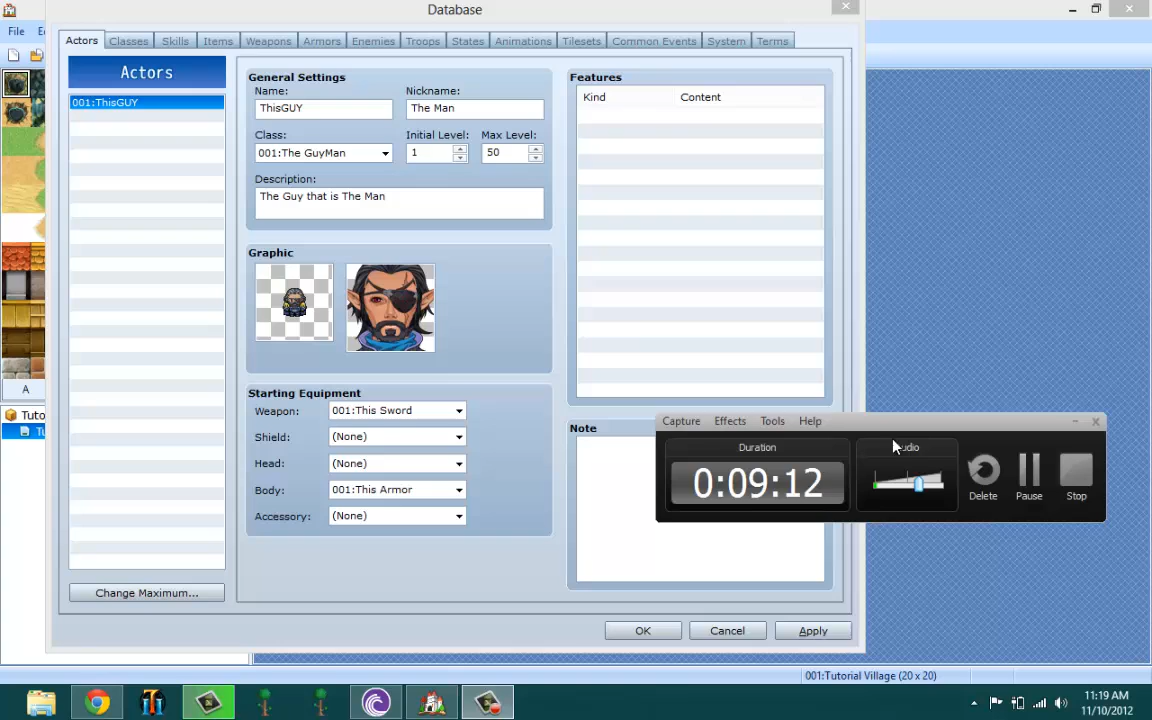 Database
File
Actors Classes Skills Items Weapons Armors Enemies Troops States Animations Tilesets Common Events System Terms
Actors
001:ThisGUY
Change Maximum...
General Settings
Name: Nickname:
ThisGUY The Man
Class: Initial Level: Max Level:
001:The GuyMan 1 50
Description:
The Guy that is The Man
Graphic
Starting Equipment
Weapon: 001:This Sword
Shield: (None)
Head: (None)
Body: 001:This Armor
Accessory: (None)
Features
Kind Content
Note
Capture Effects Tools Help
Duration
0:09:12
Delete Pause Stop
OK Cancel Apply
A
001:Tutorial Village (20 x 20)
11:19 AM
11/10/2012